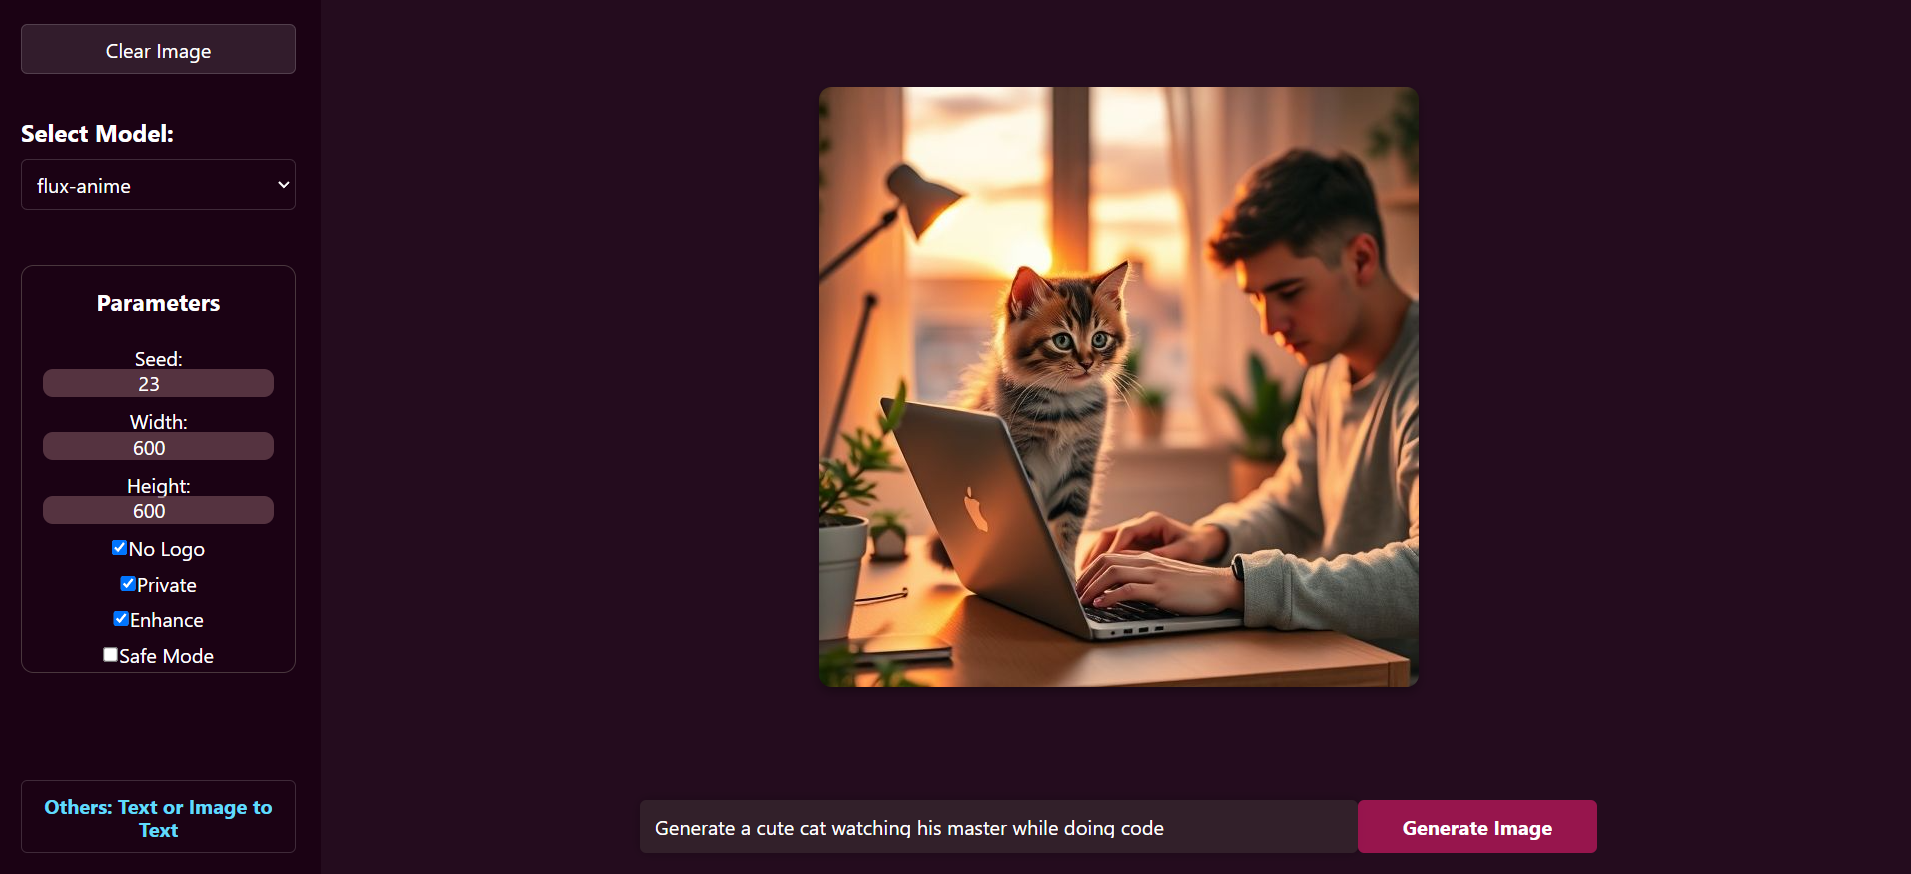 Clear Image
Select Model:
flux-anime
Parameters
Seed:
23
Width:
600
Height:
600
No Logo
Private
Enhance
Safe Mode
Others: Text or Image to
Text
Generate a cute cat watching his master while doing code
Generate Image